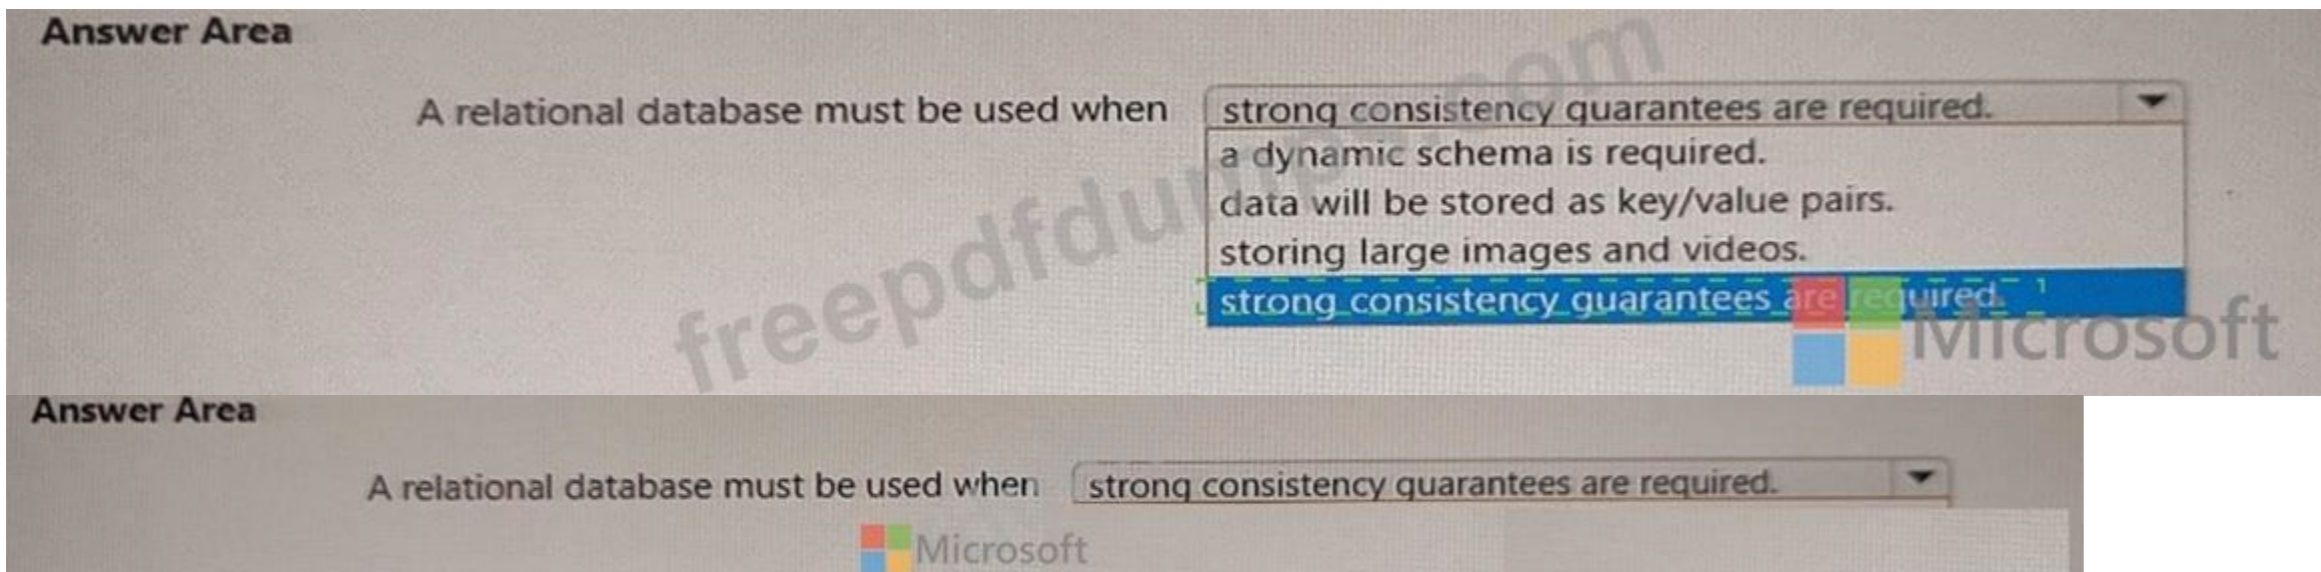 Answer Area
A relational database must be used when strong consistency guarantees are required.
a dynamic schema is required.
data will be stored as key/value pairs.
storing large images and videos.
strong consistency guarantees are required.
freepdfdumps.com
Microsoft
Answer Area
A relational database must be used when strong consistency guarantees are required.
Microsoft